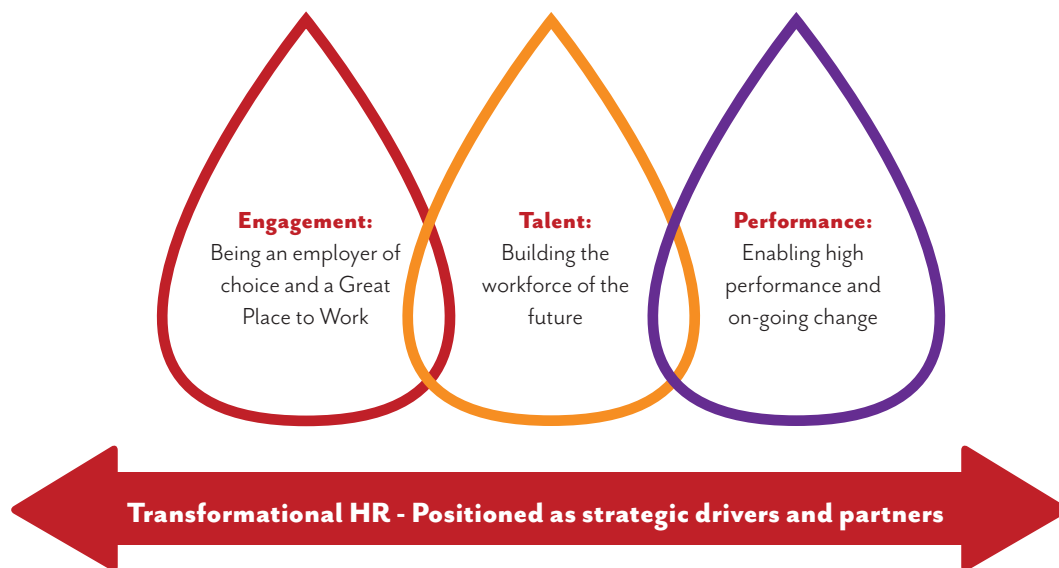 Engagement:
Being an employer of
choice and a Great
Place to Work
Talent:
Building the
workforce of the
future
Performance:
Enabling high
performance and
on-going change
Transformational HR - Positioned as strategic drivers and partners